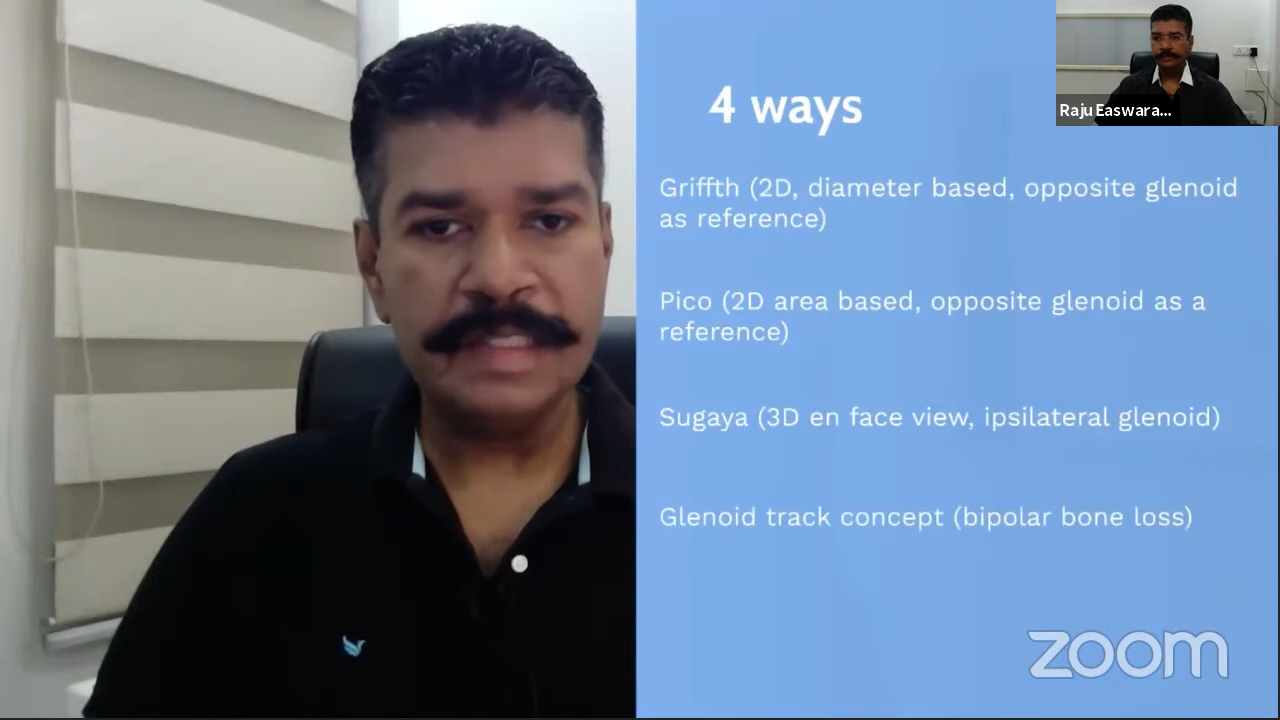 Raju Easwara...
4 ways
Griffth (2D, diameter based, opposite glenoid
as reference)
Pico (2D area based, opposite glenoid as a
reference)
Sugaya (3D en face view, ipsilateral glenoid)
Glenoid track concept (bipolar bone loss)
zoom